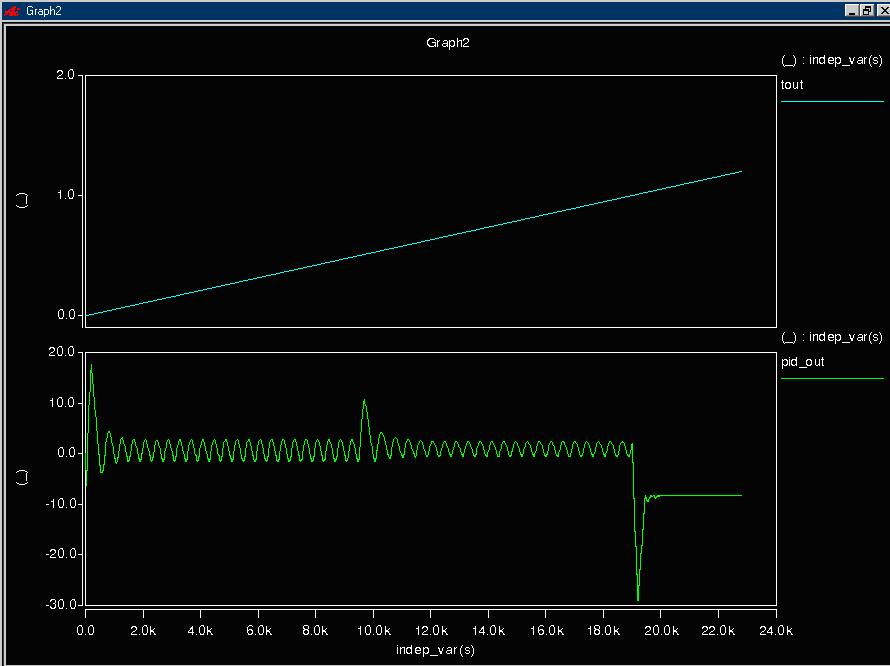 Graph2
Graph2
(_) : indep_var(s)
tout
2.0
1.0
0.0
(_)
(_) : indep_var(s)
pid_out
20.0
10.0
0.0
-10.0
-20.0
-30.0
(_)
0.0 2.0k 4.0k 6.0k 8.0k 10.0k 12.0k 14.0k 16.0k 18.0k 20.0k 22.0k 24.0k
indep_var(s)